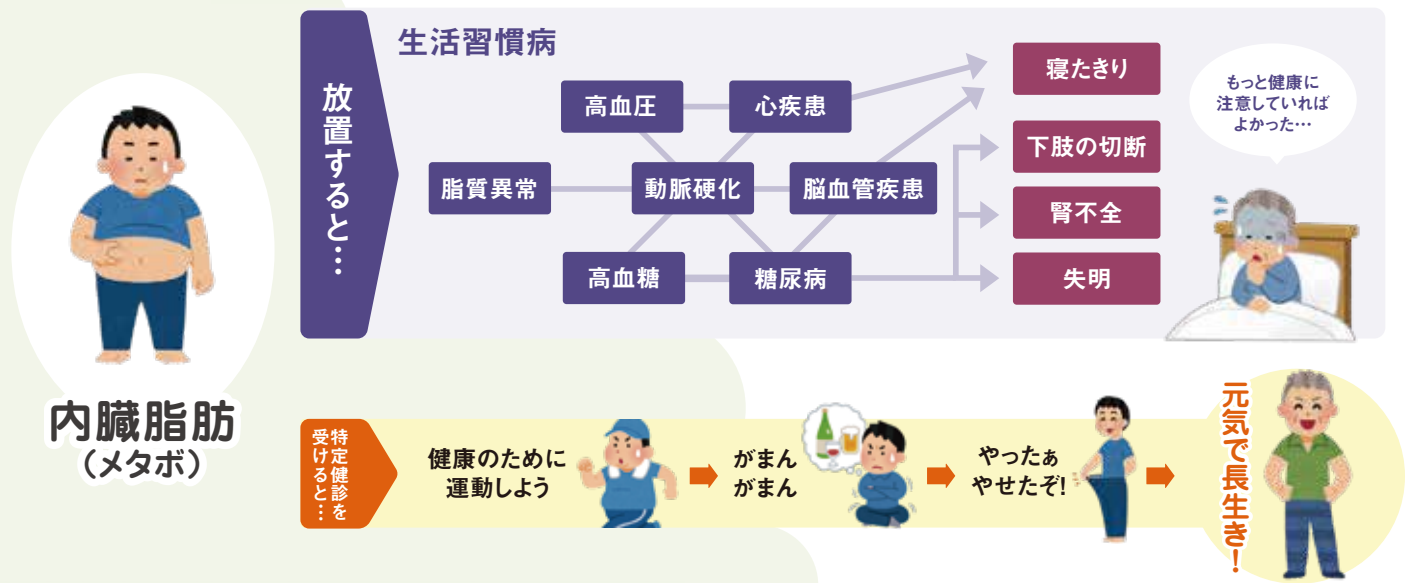 内臓脂肪
（メタボ）
放置すると…
生活習慣病
高血圧
心疾患
脂質異常
動脈硬化
脳血管疾患
高血糖
糖尿病
寝たきり
下肢の切断
腎不全
失明
もっと健康に
注意していれば
よかった…
特定健診を
受けると…
健康のために
運動しよう
がまん
がまん
やったぁ
やせたぞ！
元気で長生き！